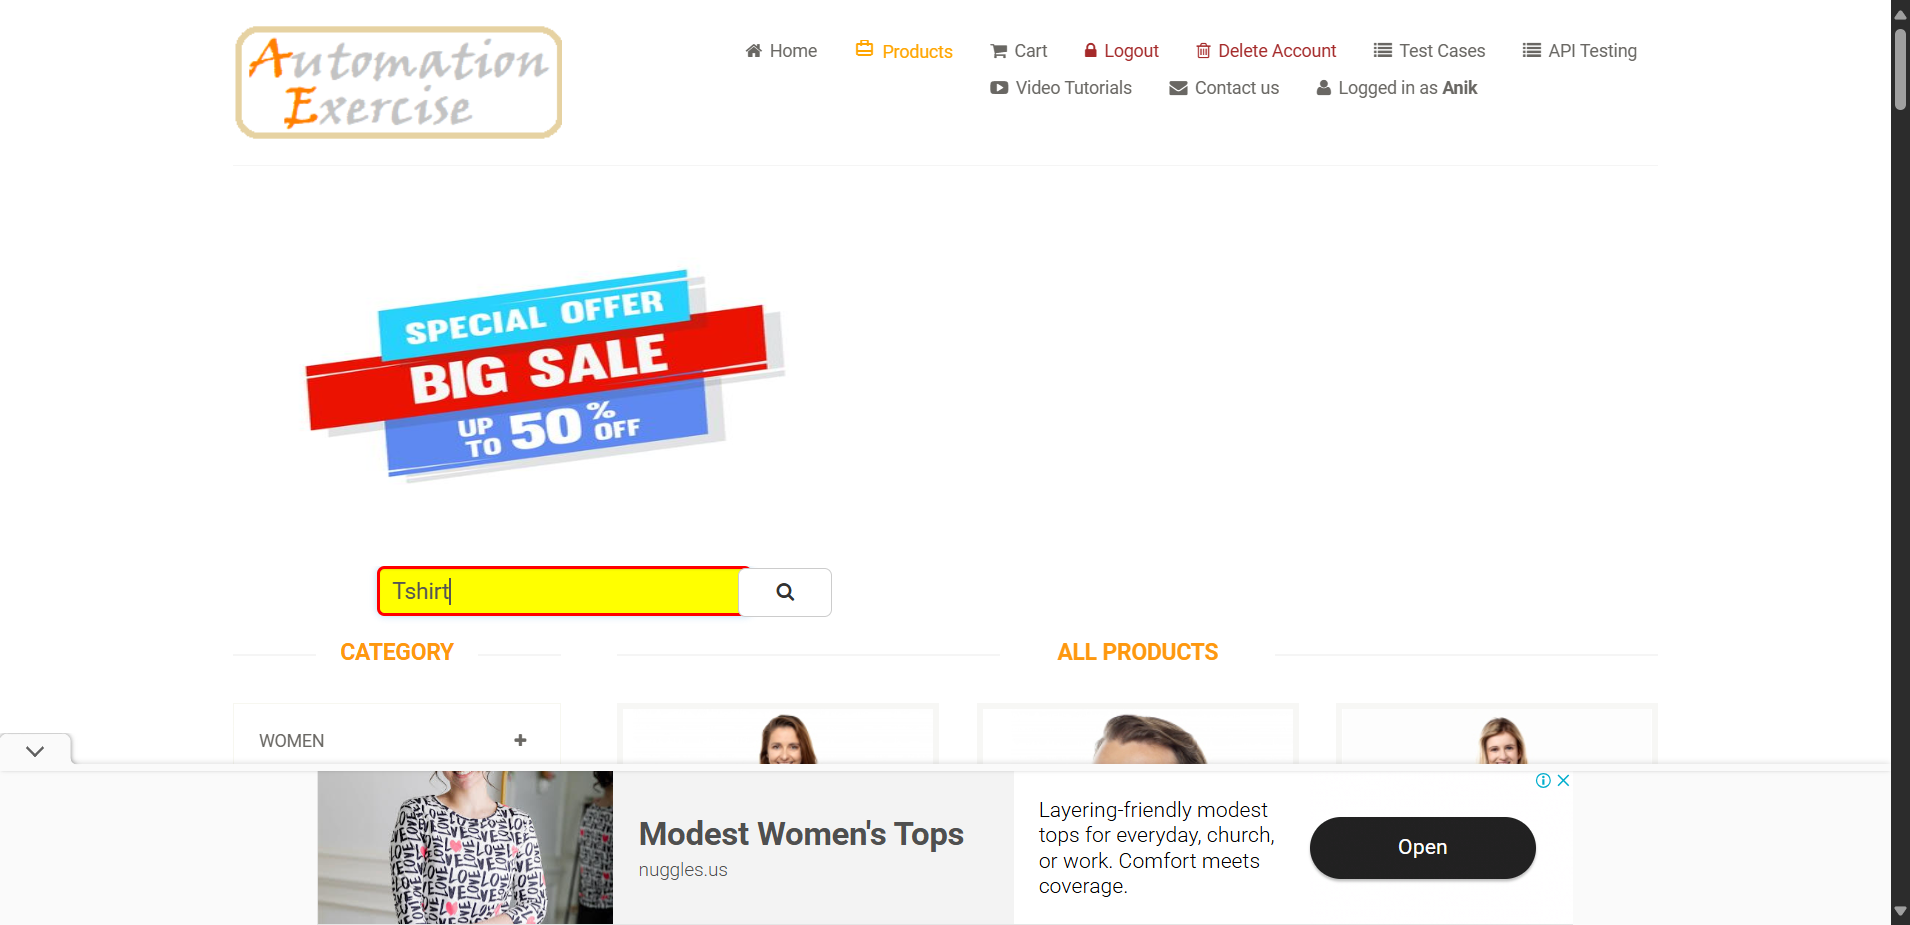 Automation
Exercise
Home
Products
Cart
Logout
Delete Account
Test Cases
API Testing
Video Tutorials
Contact us
Logged in as Anik
SPECIAL OFFER
BIG SALE
UP TO 50% OFF
Tshirt
CATEGORY
ALL PRODUCTS
WOMEN
Modest Women's Tops
nuggles.us
Layering-friendly modest
tops for everyday, church,
or work. Comfort meets
coverage.
Open